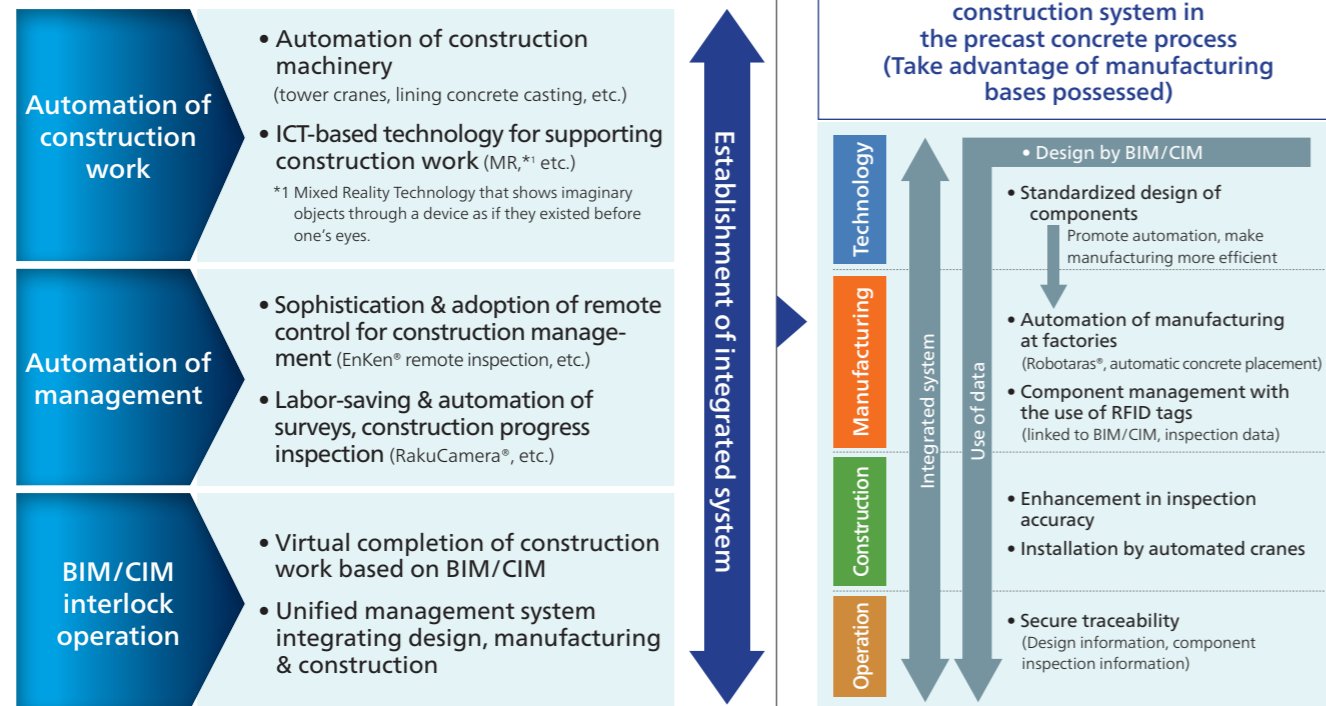 Automation of
construction
work
• Automation of construction
machinery
(tower cranes, lining concrete casting, etc.)
• ICT-based technology for supporting
construction work (MR,*1 etc.)
*1 Mixed Reality Technology that shows imaginary
objects through a device as if they existed before
one’s eyes.
Automation of
management
• Sophistication & adoption of remote
control for construction manage-
ment (EnKen® remote inspection, etc.)
• Labor-saving & automation of
surveys, construction progress
inspection (RakuCamera®, etc.)
BIM/CIM
interlock
operation
• Virtual completion of construction
work based on BIM/CIM
• Unified management system
integrating design, manufacturing
& construction
Establishment of integrated system
construction system in
the precast concrete process
(Take advantage of manufacturing
bases possessed)
Technology
Manufacturing
Construction
Operation
Integrated system
Use of data
• Design by BIM/CIM
• Standardized design of
components
Promote automation, make
manufacturing more efficient
• Automation of manufacturing
at factories
(Robotaras®, automatic concrete placement)
• Component management with
the use of RFID tags
(linked to BIM/CIM, inspection data)
• Enhancement in inspection
accuracy
• Installation by automated cranes
• Secure traceability
(Design information, component
inspection information)